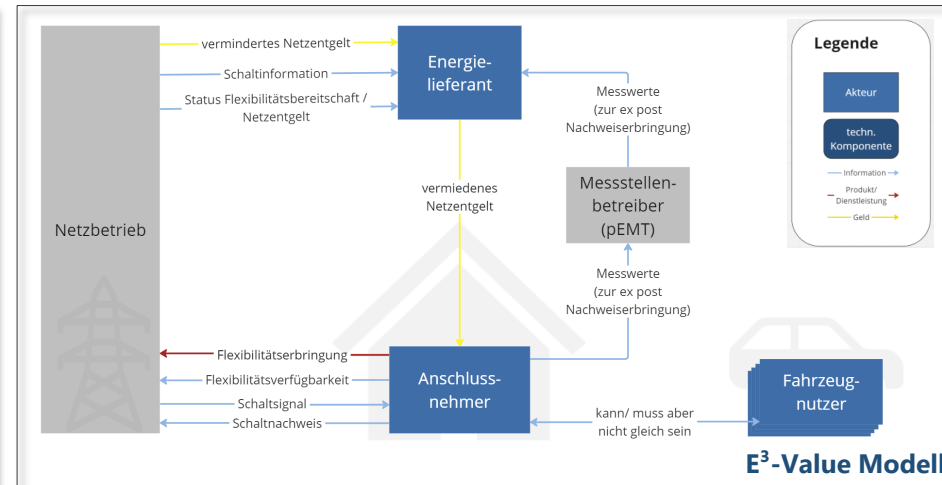 vermindertes Netzentgelt
Schaltinformation
Status Flexibilitätsbereitschaft /
Netzentgelt
Energie-
lieferant
Messwerte
(zur ex post
Nachweiserbringung)
Legende
Akteur
techn.
Komponente
Information
Produkt/
Dienstleistung
Geld
Netzbetrieb
vermiedenes
Netzentgelt
Messstellen-
betreiber
(pEMT)
Messwerte
(zur ex post
Nachweiserbringung)
Flexibilitätserbringung
Flexibilitätsverfügbarkeit
Schaltsignal
Schaltnachweis
Anschluss-
nehmer
kann/ muss aber
nicht gleich sein
Fahrzeug-
nutzer
E³-Value Modell